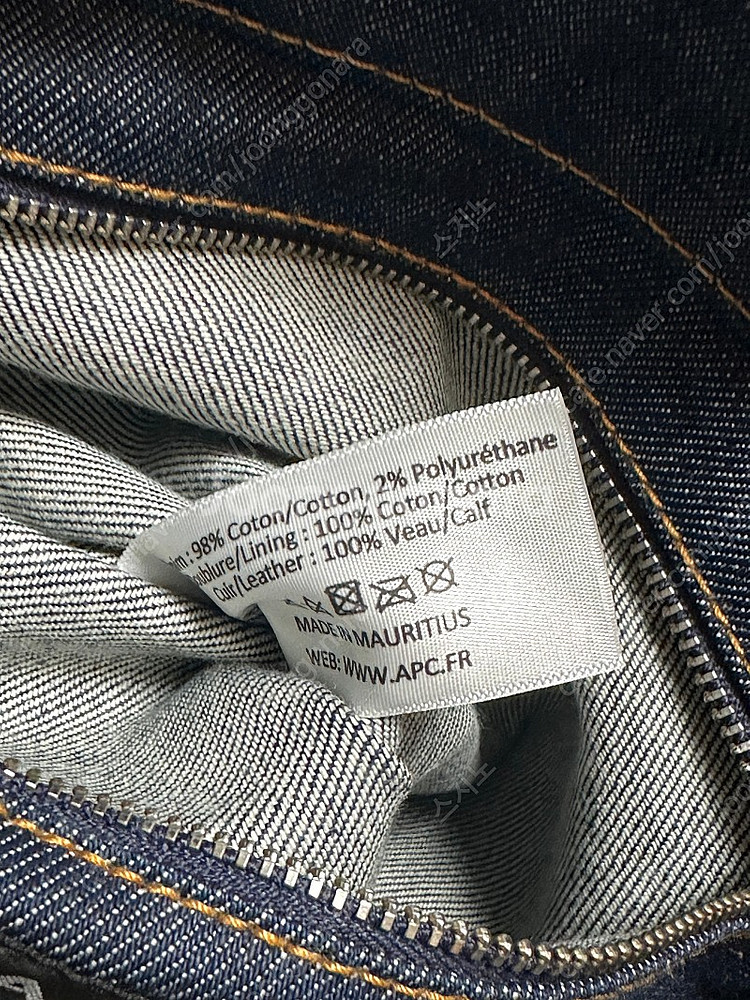 98% Coton/Cotton, 2% Polyuréthane
Lining : 100% Coton/Cotton
Cuir/Leather : 100% Veau/Calf
MADE IN MAURITIUS
WEB: WWW.APC.FR